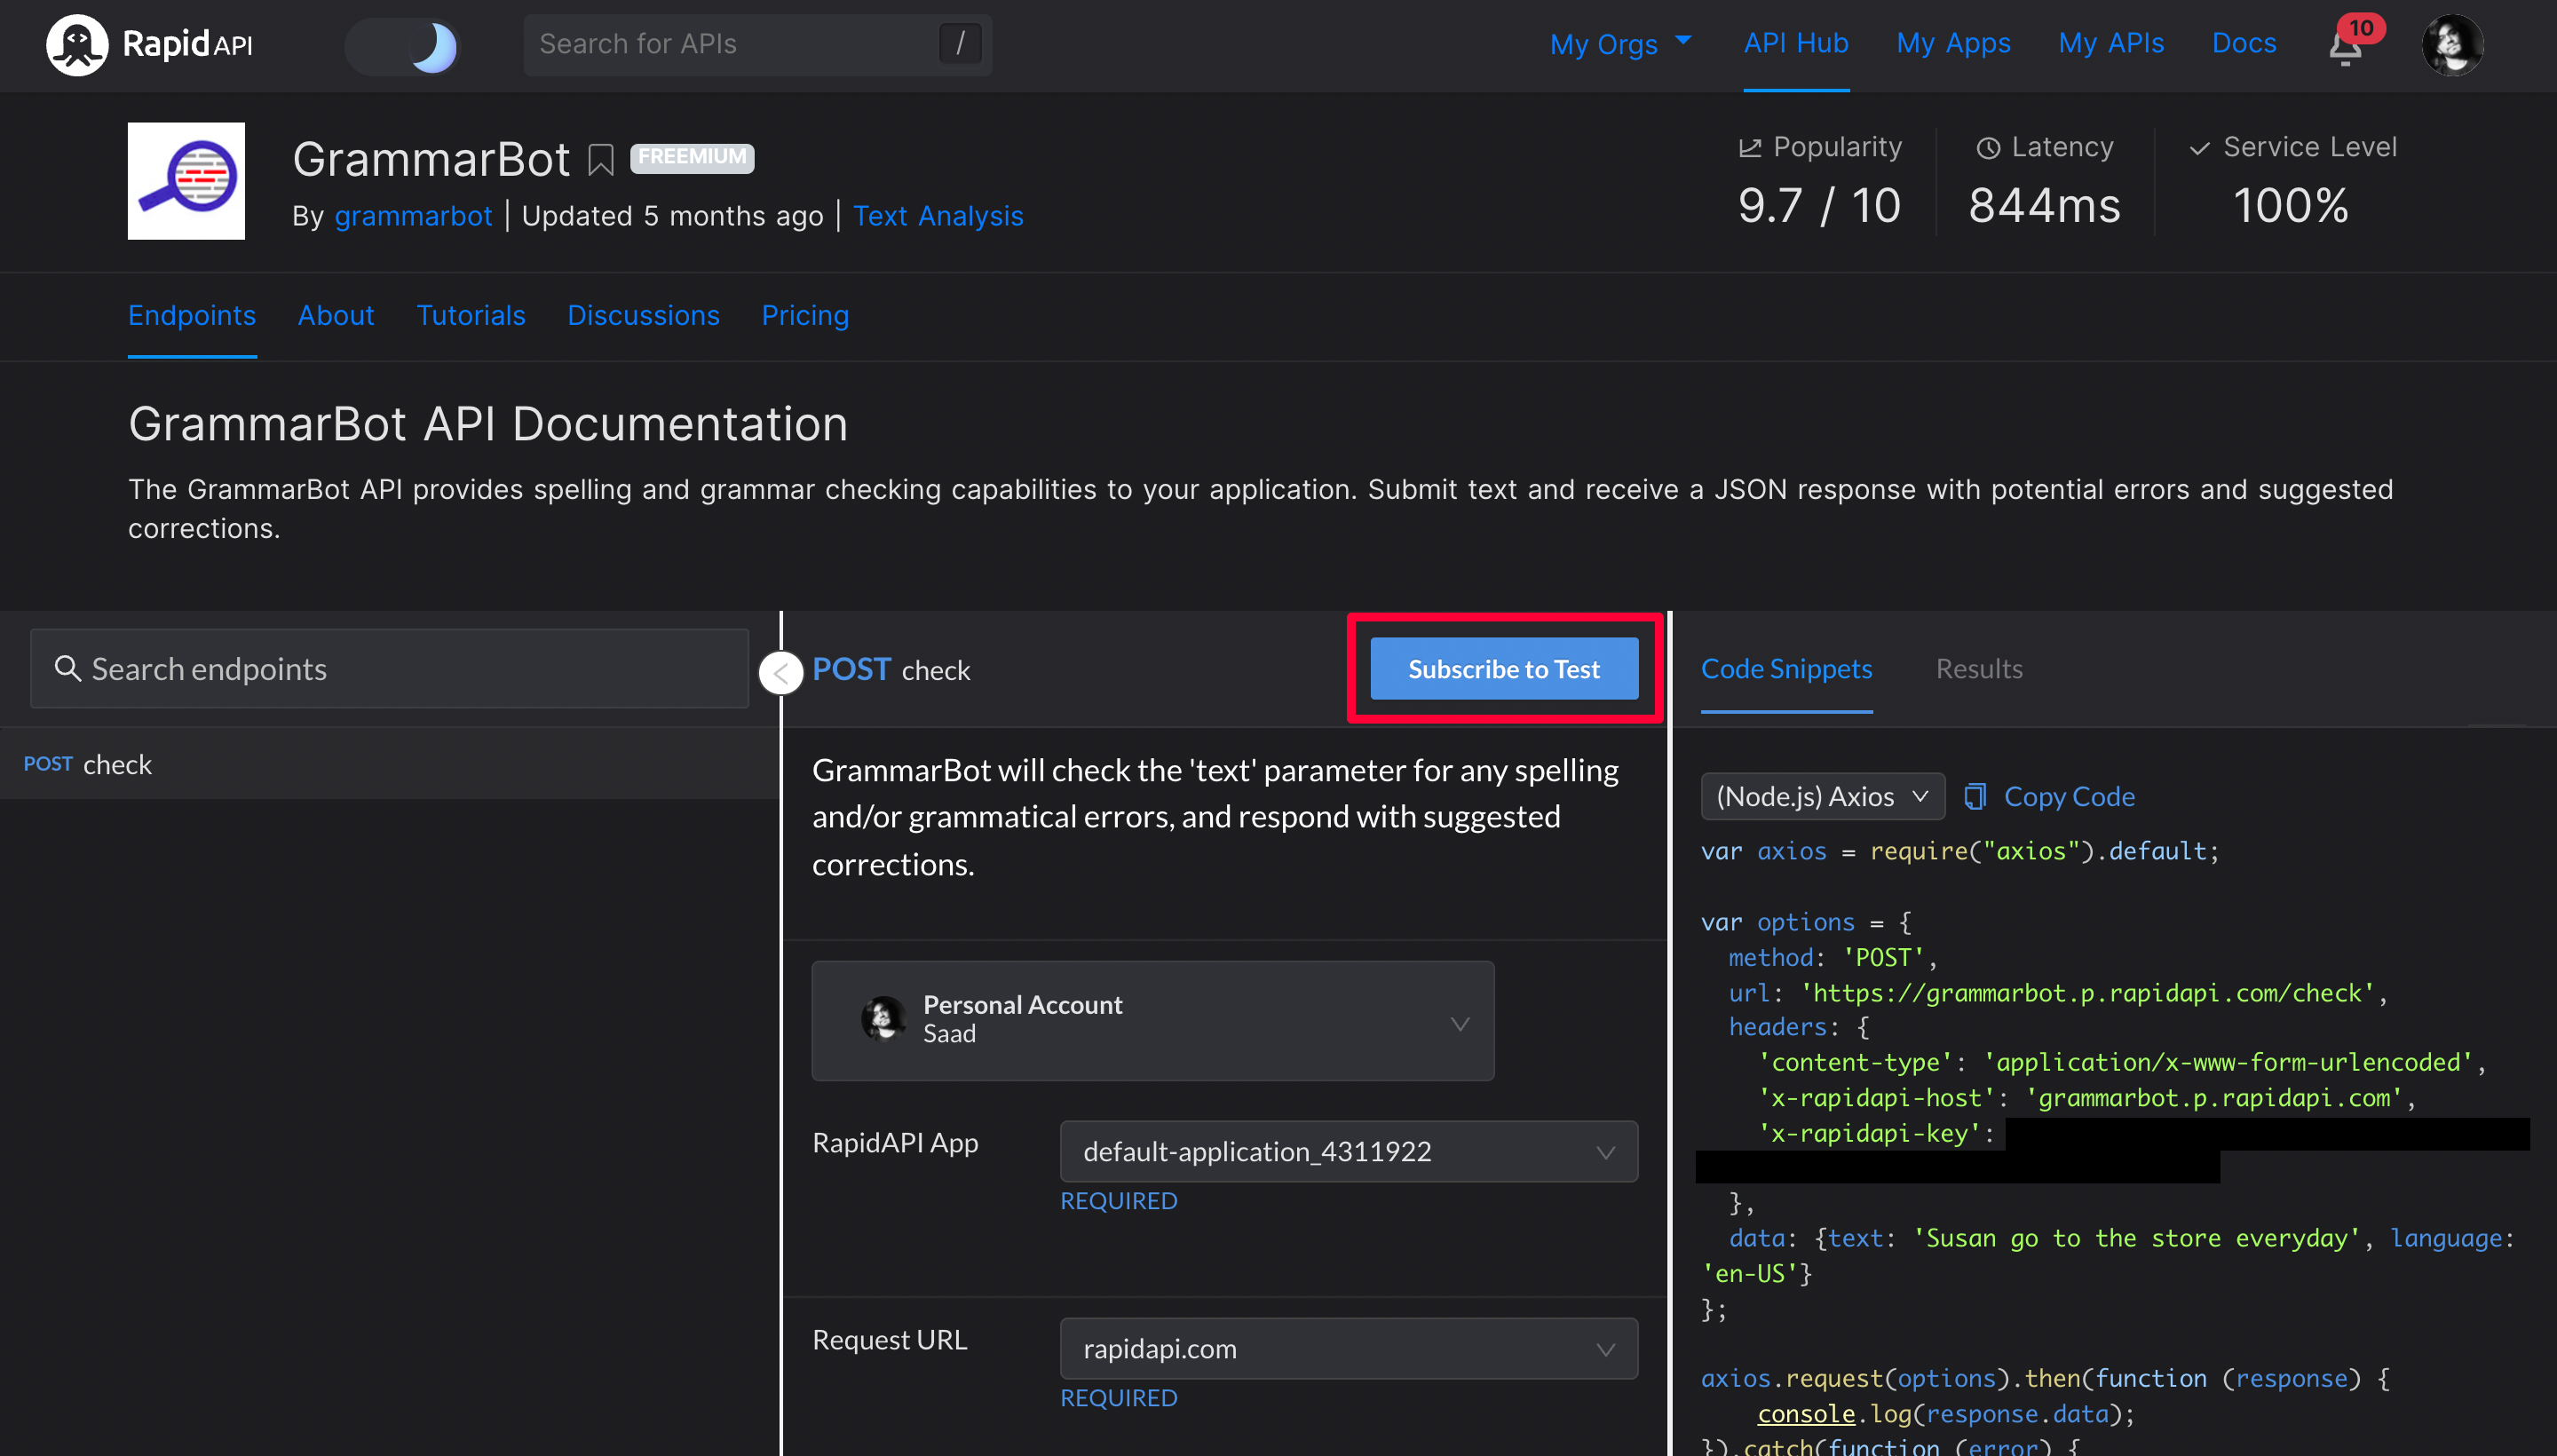 RapidAPI
Search for APIs
/
My Orgs
API Hub
My Apps
My APIs
Docs
10
GrammarBot
FREEMIUM
By grammarbot | Updated 5 months ago | Text Analysis
Popularity
9.7 / 10
Latency
844ms
Service Level
100%
Endpoints
About
Tutorials
Discussions
Pricing
GrammarBot API Documentation
The GrammarBot API provides spelling and grammar checking capabilities to your application. Submit text and receive a JSON response with potential errors and suggested
corrections.
Search endpoints
POST check
POST check
Subscribe to Test
GrammarBot will check the 'text' parameter for any spelling
and/or grammatical errors, and respond with suggested
corrections.
Personal Account
Saad
RapidAPI App
default-application_4311922
REQUIRED
Request URL
rapidapi.com
REQUIRED
Code Snippets
Results
(Node.js) Axios
Copy Code
var axios = require("axios").default;
var options = {
method: 'POST',
url: 'https://grammarbot.p.rapidapi.com/check',
headers: {
'content-type': 'application/x-www-form-urlencoded',
'x-rapidapi-host': 'grammarbot.p.rapidapi.com',
'x-rapidapi-key':
},
data: {text: 'Susan go to the store everyday', language:
'en-US'}
};
axios.request(options).then(function (response) {
console.log(response.data);
}).catch(function (error) {